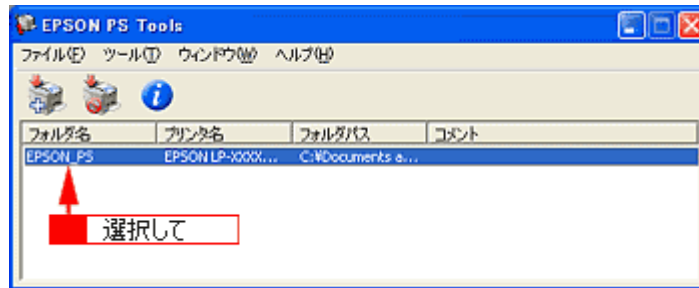 EPSON PS Tools
ファイル(F) ツール(T) ウィンドウ(W) ヘルプ(H)
フォルダ名 プリンタ名 フォルダパス コメント
EPSON_PS EPSON LP-XXXX... C:¥Documents a...
選択して